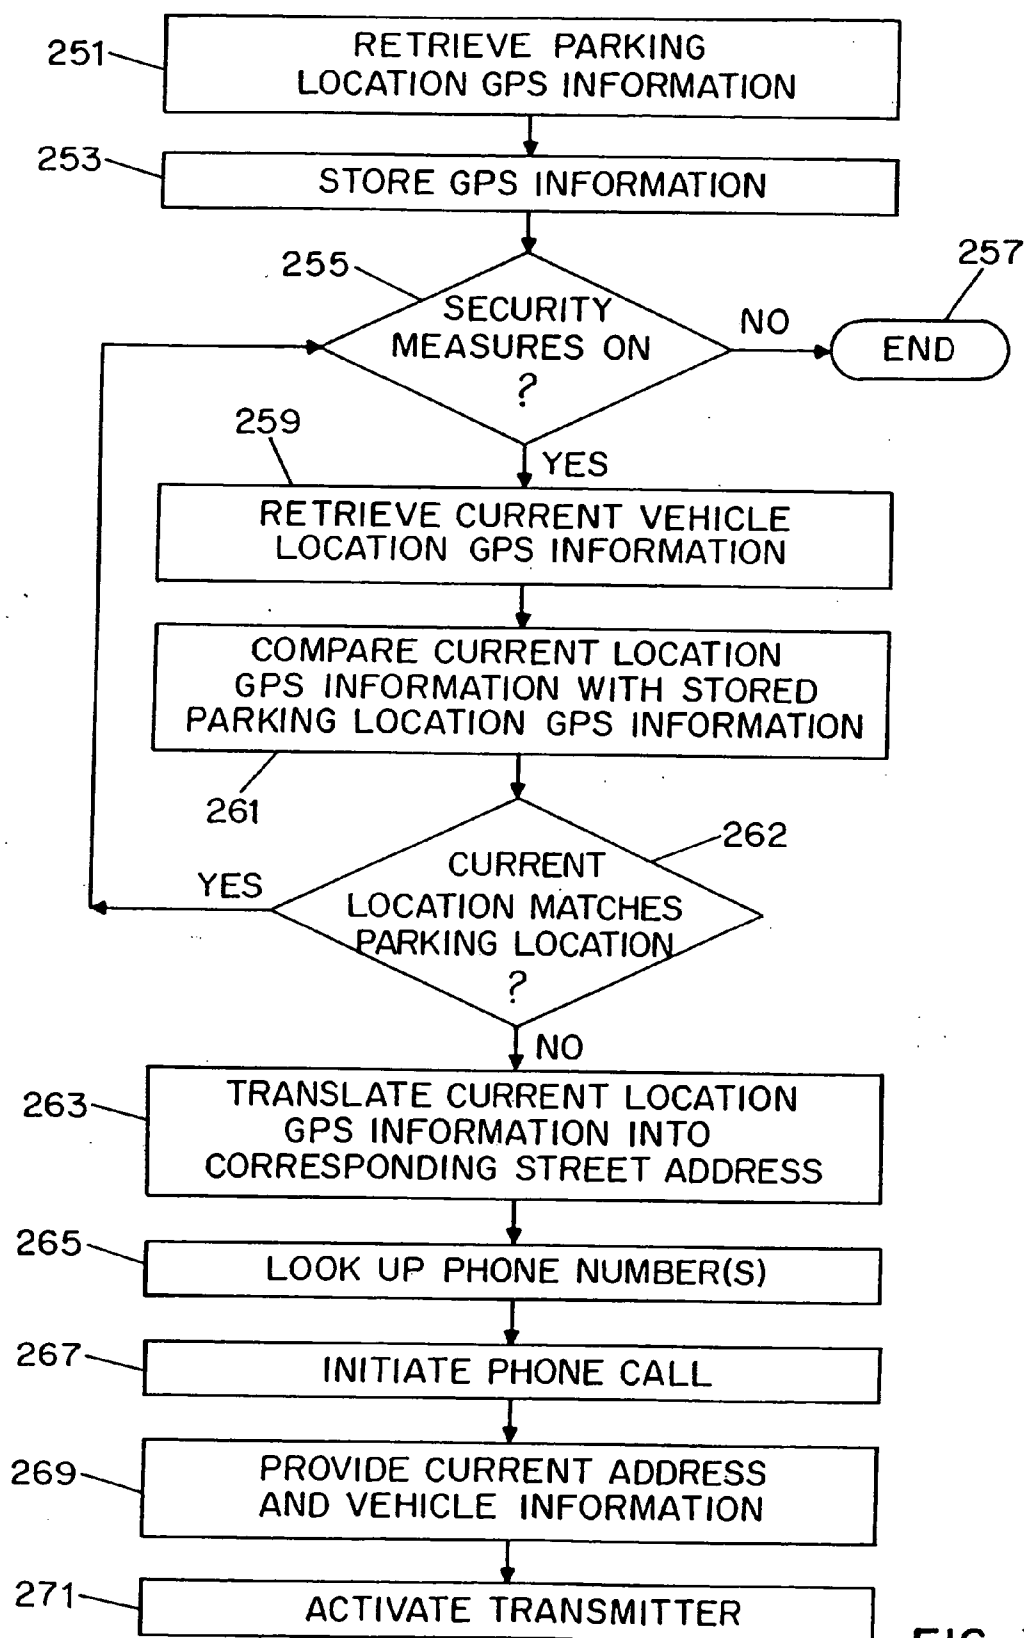 251
RETRIEVE PARKING
LOCATION GPS INFORMATION
253
STORE GPS INFORMATION
255
SECURITY
MEASURES ON
?
NO
257
END
YES
259
RETRIEVE CURRENT VEHICLE
LOCATION GPS INFORMATION
COMPARE CURRENT LOCATION
GPS INFORMATION WITH STORED
PARKING LOCATION GPS INFORMATION
261
262
CURRENT
LOCATION MATCHES
PARKING LOCATION
?
YES
NO
263
TRANSLATE CURRENT LOCATION
GPS INFORMATION INTO
CORRESPONDING STREET ADDRESS
265
LOOK UP PHONE NUMBER(S)
267
INITIATE PHONE CALL
269
PROVIDE CURRENT ADDRESS
AND VEHICLE INFORMATION
271
ACTIVATE TRANSMITTER
FIG.